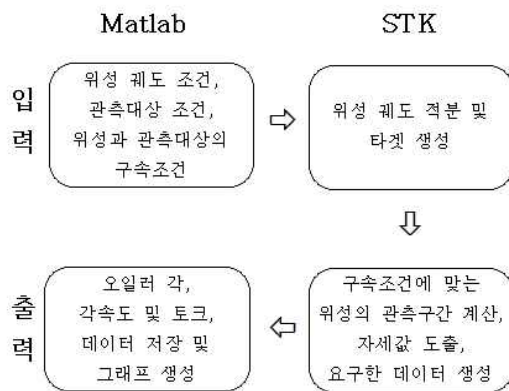 Matlab
STK
입력
위성 궤도 조건,
관측대상 조건,
위성과 관측대상의
구속조건
위성 궤도 적분 및
타겟 생성
출력
오일러 각,
각속도 및 토크,
데이터 저장 및
그래프 생성
구속조건에 맞는
위성의 관측구간 계산,
자세값 도출,
요구한 데이터 생성